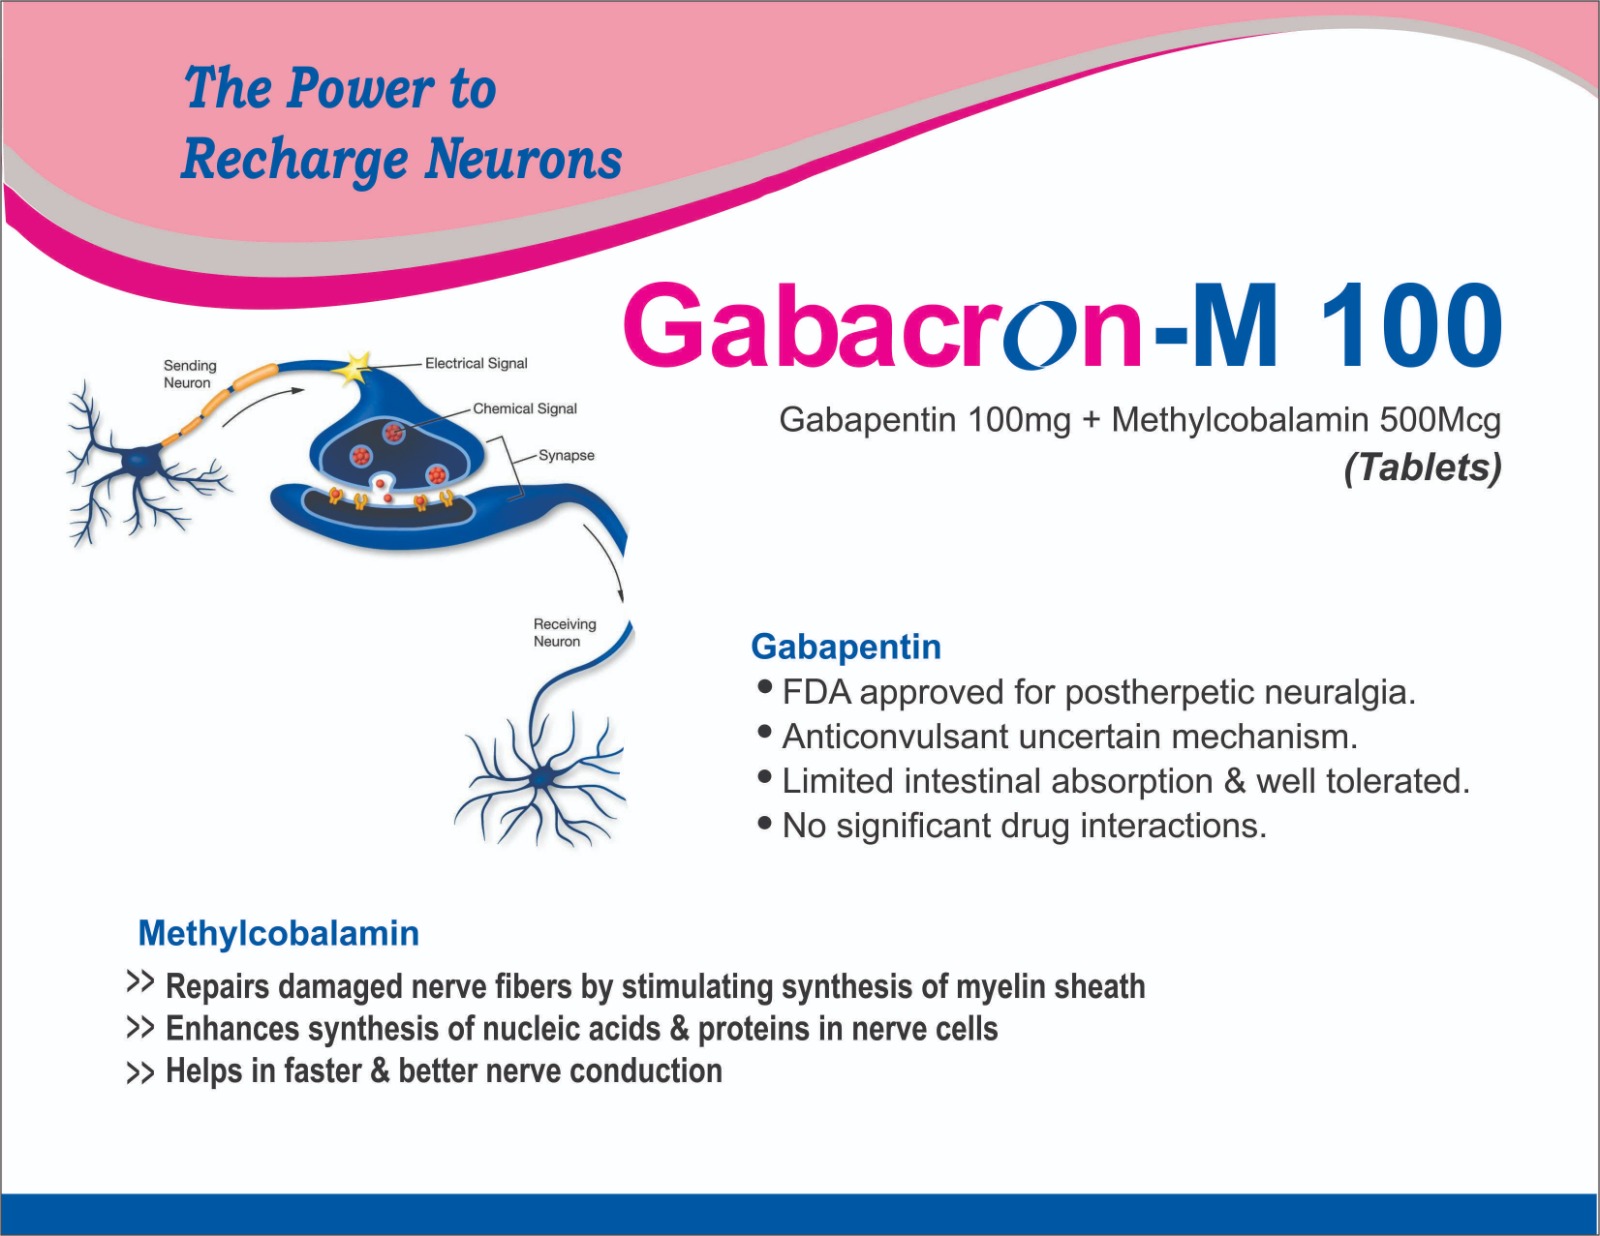 The Power to
Recharge Neurons
Gabacron-M 100
Gabapentin 100mg + Methylcobalamin 500Mcg
(Tablets)
Sending
Neuron
Electrical Signal
Chemical Signal
Synapse
Receiving
Neuron
Gabapentin
• FDA approved for postherpetic neuralgia.
• Anticonvulsant uncertain mechanism.
• Limited intestinal absorption & well tolerated.
• No significant drug interactions.
Methylcobalamin
>> Repairs damaged nerve fibers by stimulating synthesis of myelin sheath
>> Enhances synthesis of nucleic acids & proteins in nerve cells
>> Helps in faster & better nerve conduction